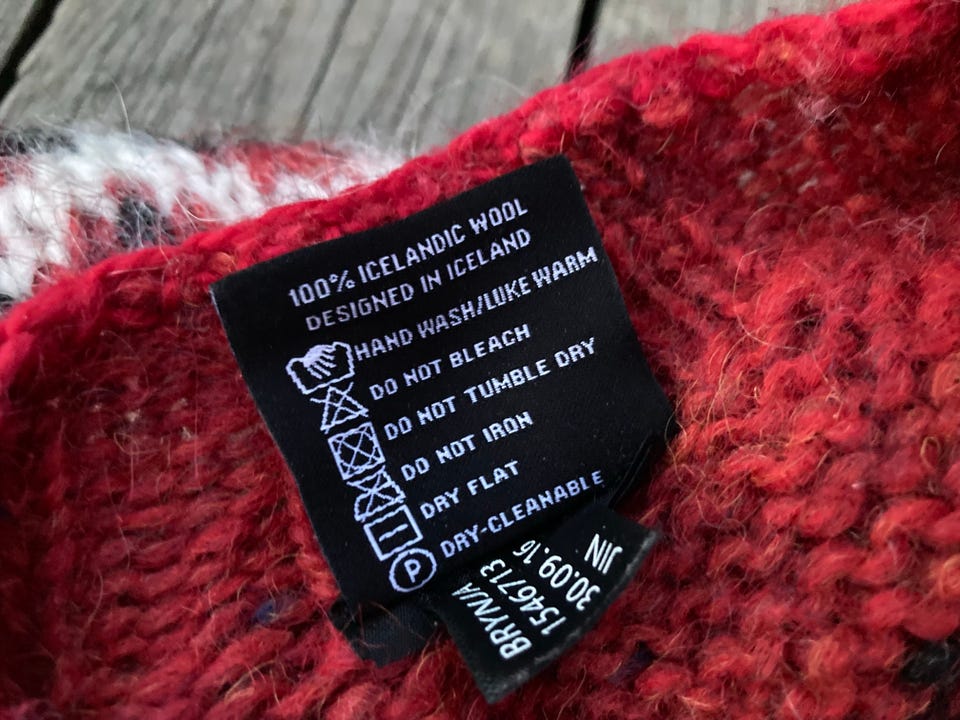 100% ICELANDIC WOOL
DESIGNED IN ICELAND
HAND WASH/LUKE WARM
DO NOT BLEACH
DO NOT TUMBLE DRY
DO NOT IRON
DRY FLAT
P DRY-CLEANABLE
BRYNJA
1546713
30.09.16
JIN